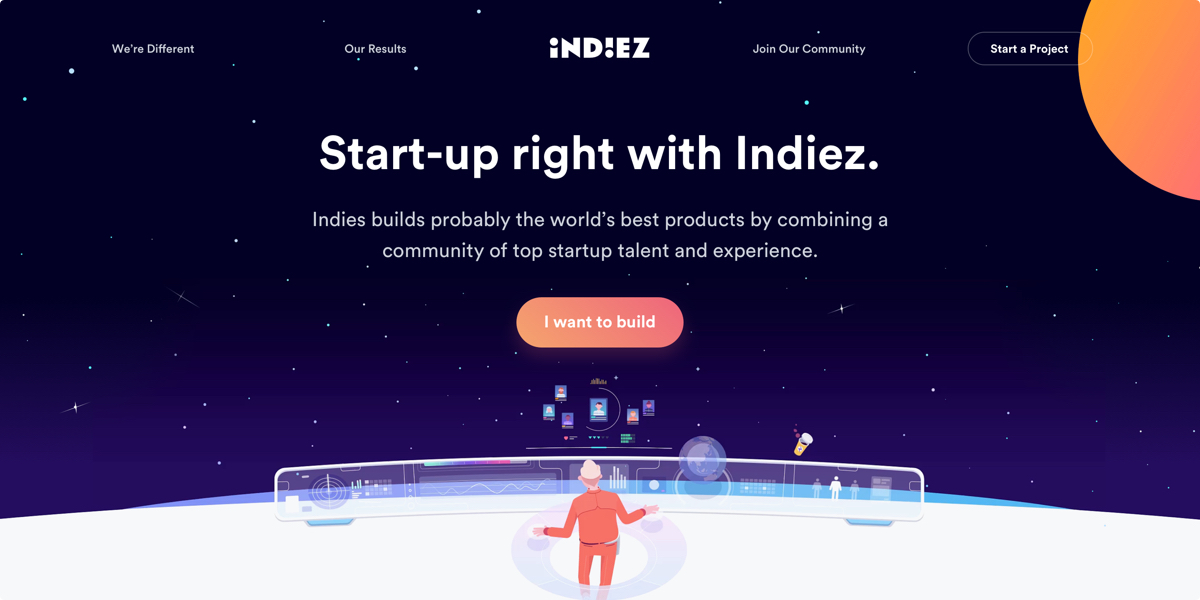 We're Different
Our Results
INDIEZ
Join Our Community
Start a Project
Start-up right with Indiez.
Indies builds probably the world's best products by combining a
community of top startup talent and experience.
I want to build